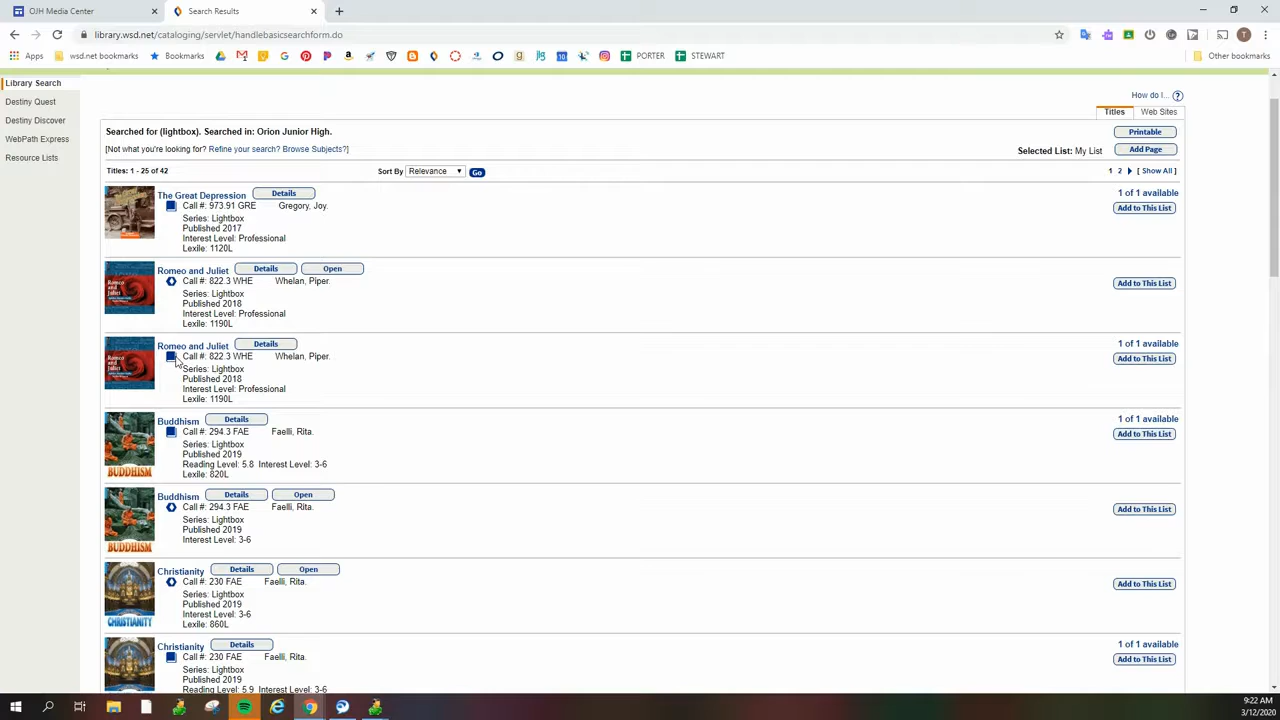 OJH Media Center
Search Results
library.wsd.net/cataloging/servlet/handlebasicsearchform.do
Apps
wsd.net bookmarks
Bookmarks
PORTER
STEWART
Other bookmarks
Library Search
Destiny Quest
Destiny Discover
WebPath Express
Resource Lists
How do I... ?
Titles
Web Sites
Searched for (lightbox). Searched in: Orion Junior High.
Printable
[Not what you're looking for? Refine your search? Browse Subjects?]
Selected List: My List
Add Page
Titles: 1 - 25 of 42
Sort By Relevance Go
1 2 [ Show All ]
The Great Depression Details
1 of 1 available
Call #: 973.91 GRE Gregory, Joy.
Add to This List
Series: Lightbox
Published 2017
Interest Level: Professional
Lexile: 1120L
Romeo and Juliet Details Open
Call #: 822.3 WHE Whelan, Piper.
Add to This List
Series: Lightbox
Published 2018
Interest Level: Professional
Lexile: 1190L
Romeo and Juliet Details
1 of 1 available
Call #: 822.3 WHE Whelan, Piper.
Add to This List
Series: Lightbox
Published 2018
Interest Level: Professional
Lexile: 1190L
Buddhism Details
1 of 1 available
Call #: 294.3 FAE Faelli, Rita.
Add to This List
Series: Lightbox
Published 2019
Reading Level: 5.8 Interest Level: 3-6
BUDDHISM
Lexile: 820L
Buddhism Details Open
Call #: 294.3 FAE Faelli, Rita.
Add to This List
Series: Lightbox
Published 2019
Interest Level: 3-6
BUDDHISM
Christianity Details Open
Call #: 230 FAE Faelli, Rita.
Add to This List
Series: Lightbox
Published 2019
Interest Level: 3-6
CHRISTIANITY
Lexile: 860L
Christianity Details
1 of 1 available
Call #: 230 FAE Faelli, Rita.
Add to This List
Series: Lightbox
Published 2019
Reading Level: 5.9 Interest Level: 3-6
9:22 AM
3/12/2020